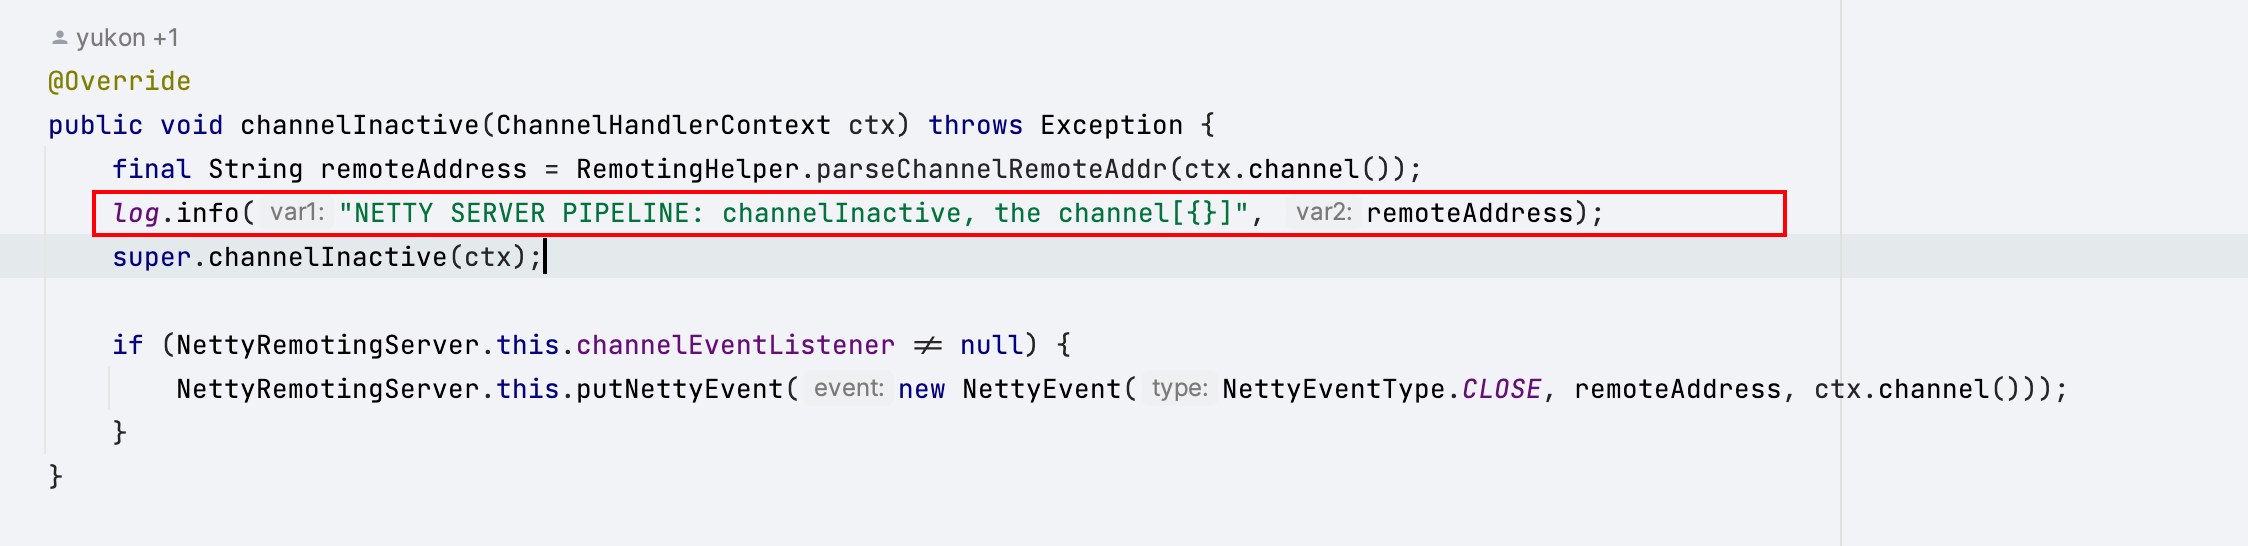 yukon +1
@Override
public void channelInactive(ChannelHandlerContext ctx) throws Exception {
final String remoteAddress = RemotingHelper.parseChannelRemoteAddr(ctx.channel());
log.info( var1: "NETTY SERVER PIPELINE: channelInactive, the channel[{}]", var2: remoteAddress);
super.channelInactive(ctx);
if (NettyRemotingServer.this.channelEventListener ≠ null) {
NettyRemotingServer.this.putNettyEvent( event: new NettyEvent( type: NettyEventType.CLOSE, remoteAddress, ctx.channel()));
}
}